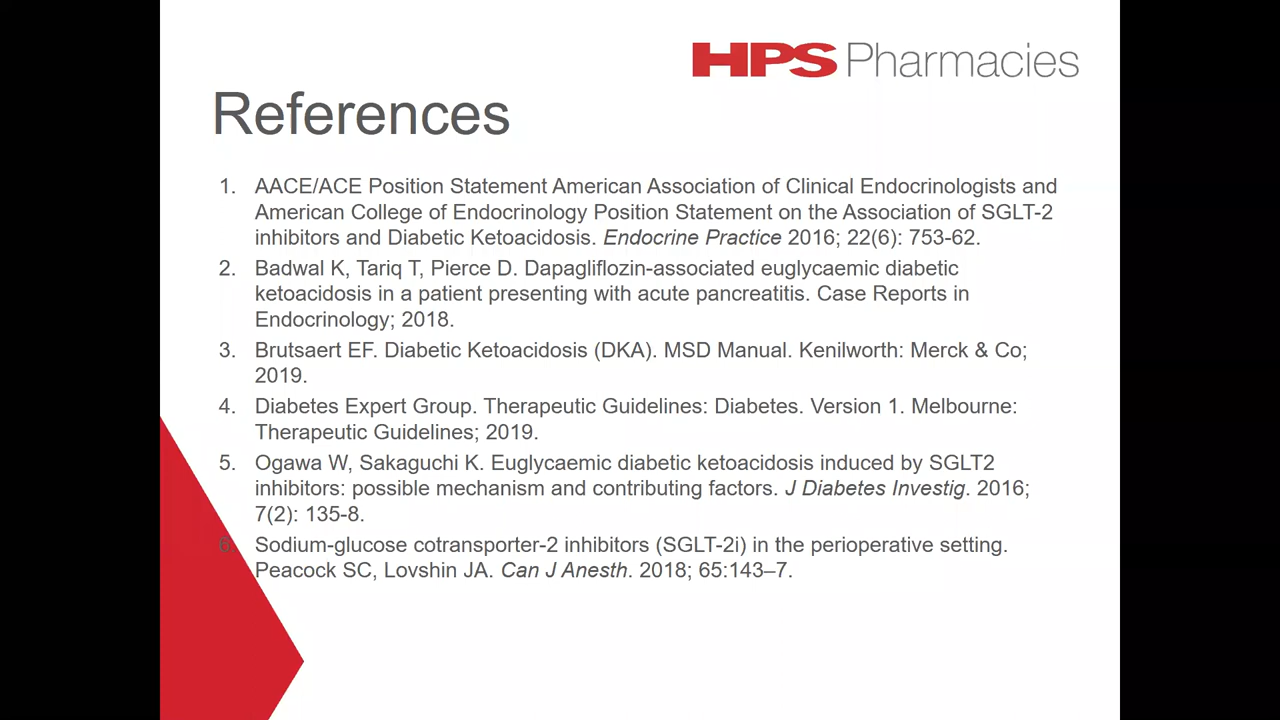 HPS Pharmacies
References
1. AACE/ACE Position Statement American Association of Clinical Endocrinologists and
American College of Endocrinology Position Statement on the Association of SGLT-2
inhibitors and Diabetic Ketoacidosis. Endocrine Practice 2016; 22(6): 753-62.
2. Badwal K, Tariq T, Pierce D. Dapagliflozin-associated euglycaemic diabetic
ketoacidosis in a patient presenting with acute pancreatitis. Case Reports in
Endocrinology; 2018.
3. Brutsaert EF. Diabetic Ketoacidosis (DKA). MSD Manual. Kenilworth: Merck & Co;
2019.
4. Diabetes Expert Group. Therapeutic Guidelines: Diabetes. Version 1. Melbourne:
Therapeutic Guidelines; 2019.
5. Ogawa W, Sakaguchi K. Euglycaemic diabetic ketoacidosis induced by SGLT2
inhibitors: possible mechanism and contributing factors. J Diabetes Investig. 2016;
7(2): 135-8.
6. Sodium-glucose cotransporter-2 inhibitors (SGLT-2i) in the perioperative setting.
Peacock SC, Lovshin JA. Can J Anesth. 2018; 65:143–7.